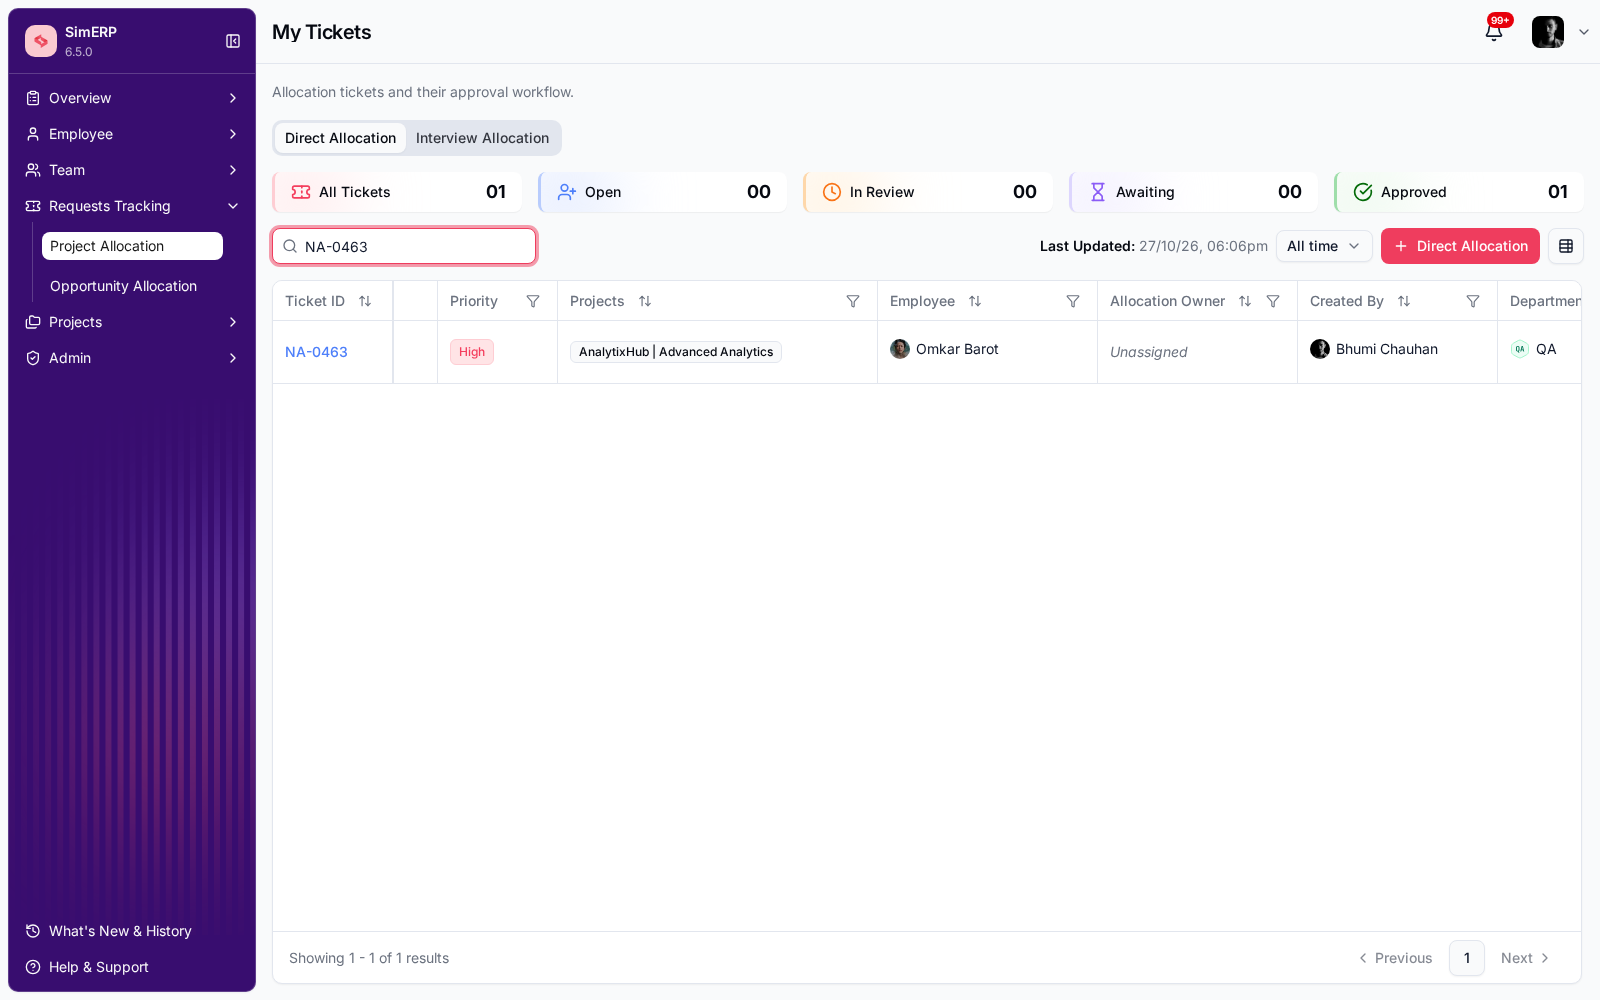 SimERP
6.5.0
Overview
Employee
Team
Requests Tracking
Project Allocation
Opportunity Allocation
Projects
Admin
What's New & History
Help & Support
My Tickets
99+
Allocation tickets and their approval workflow.
Direct Allocation Interview Allocation
All Tickets 01
Open 00
In Review 00
Awaiting 00
Approved 01
NA-0463
Last Updated: 27/10/26, 06:06pm
All time
Direct Allocation
Ticket ID Priority Projects Employee Allocation Owner Created By Departmen
NA-0463 High AnalytixHub | Advanced Analytics Omkar Barot Unassigned Bhumi Chauhan QA QA
Showing 1 - 1 of 1 results
Previous 1 Next